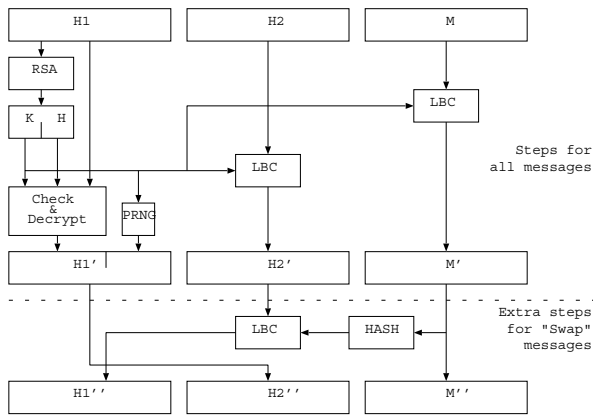 H1 H2 M
RSA
LBC
K H
Steps for
all messages
LBC
Check
&
Decrypt
PRNG
H1' H2' M'
Extra steps
for "Swap"
messages
LBC HASH
H1'' H2'' M''